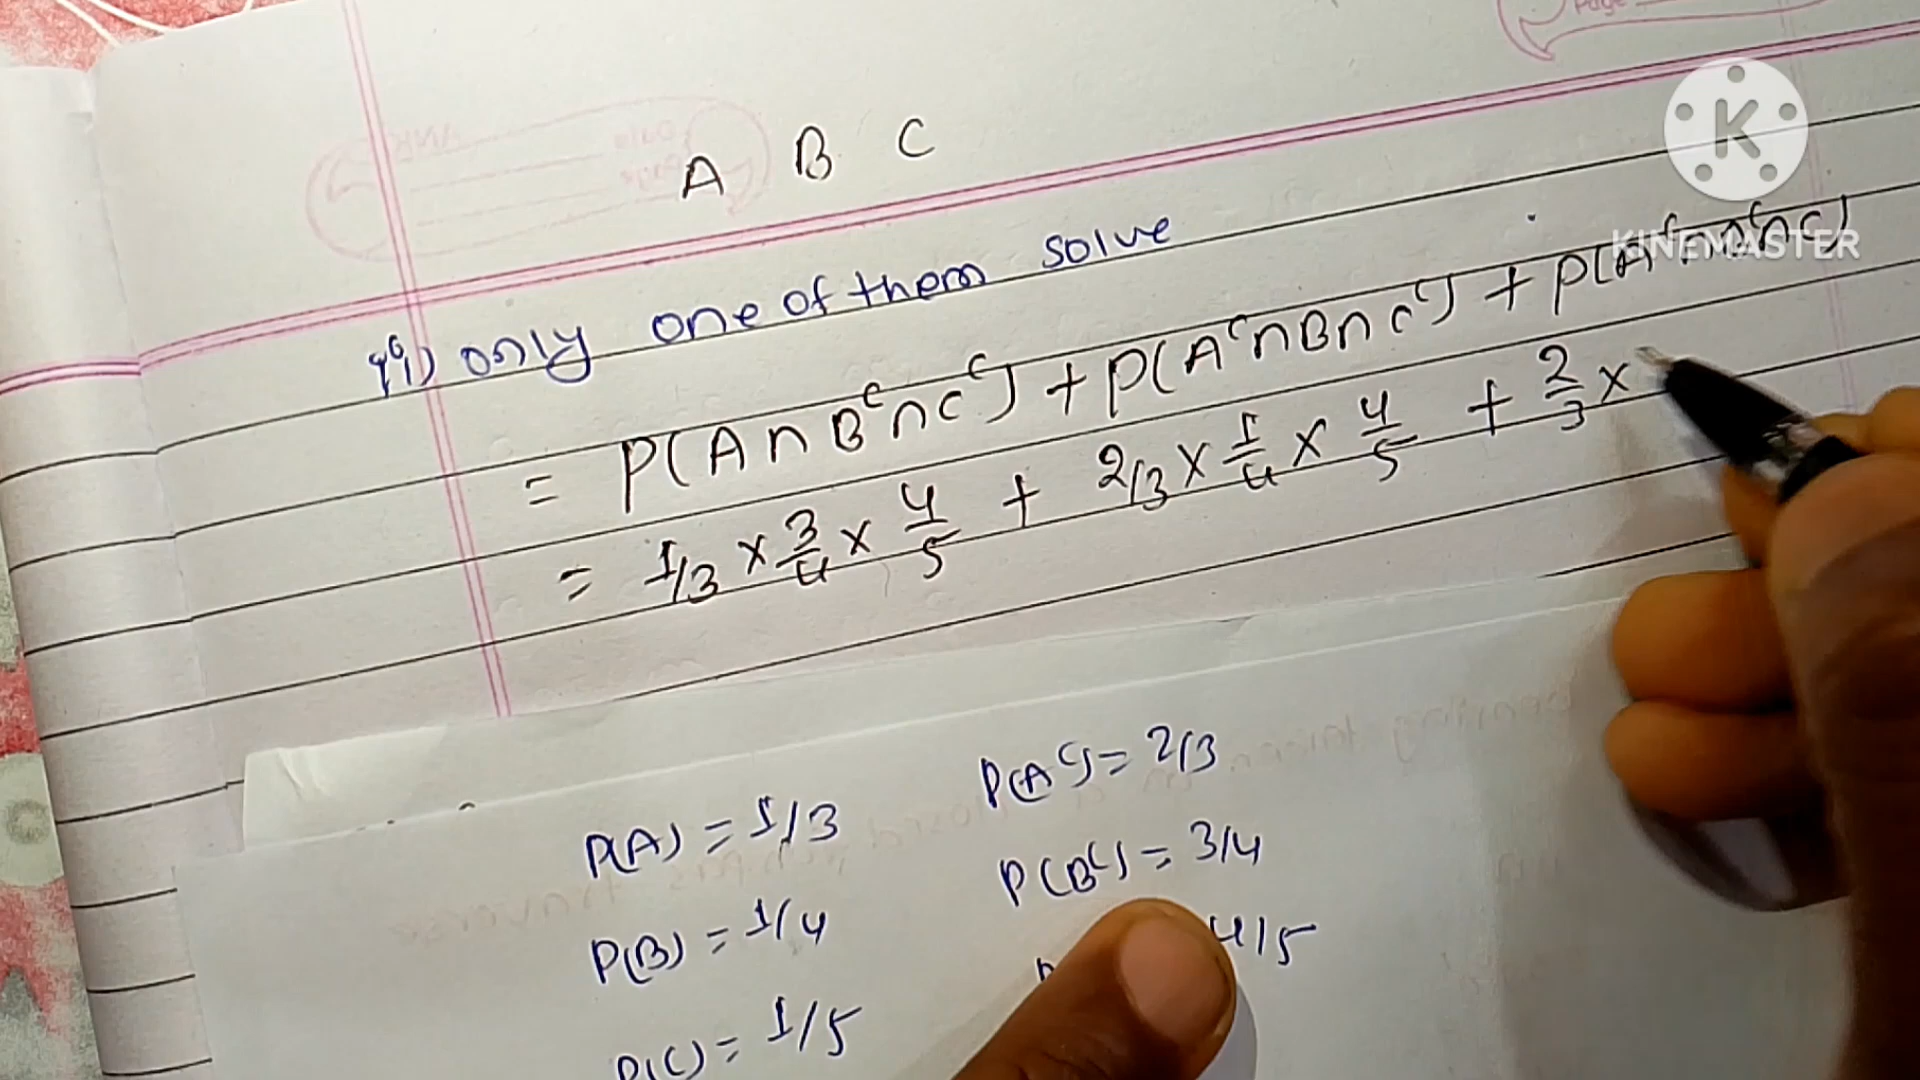 Page
A B C
ii) only one of them solve
= P(A∩B^c∩C^c) + P(A^c∩B∩C^c) + P(A^c∩B^c∩C)
KINEMASTER
= 1/3 × 3/4 × 4/5 + 2/3 × 1/4 × 4/5 + 2/3 ×
P(A) = 1/3 P(A^c) = 2/3
P(B) = 1/4 P(B^c) = 3/4
P(C) = 1/5 4/5